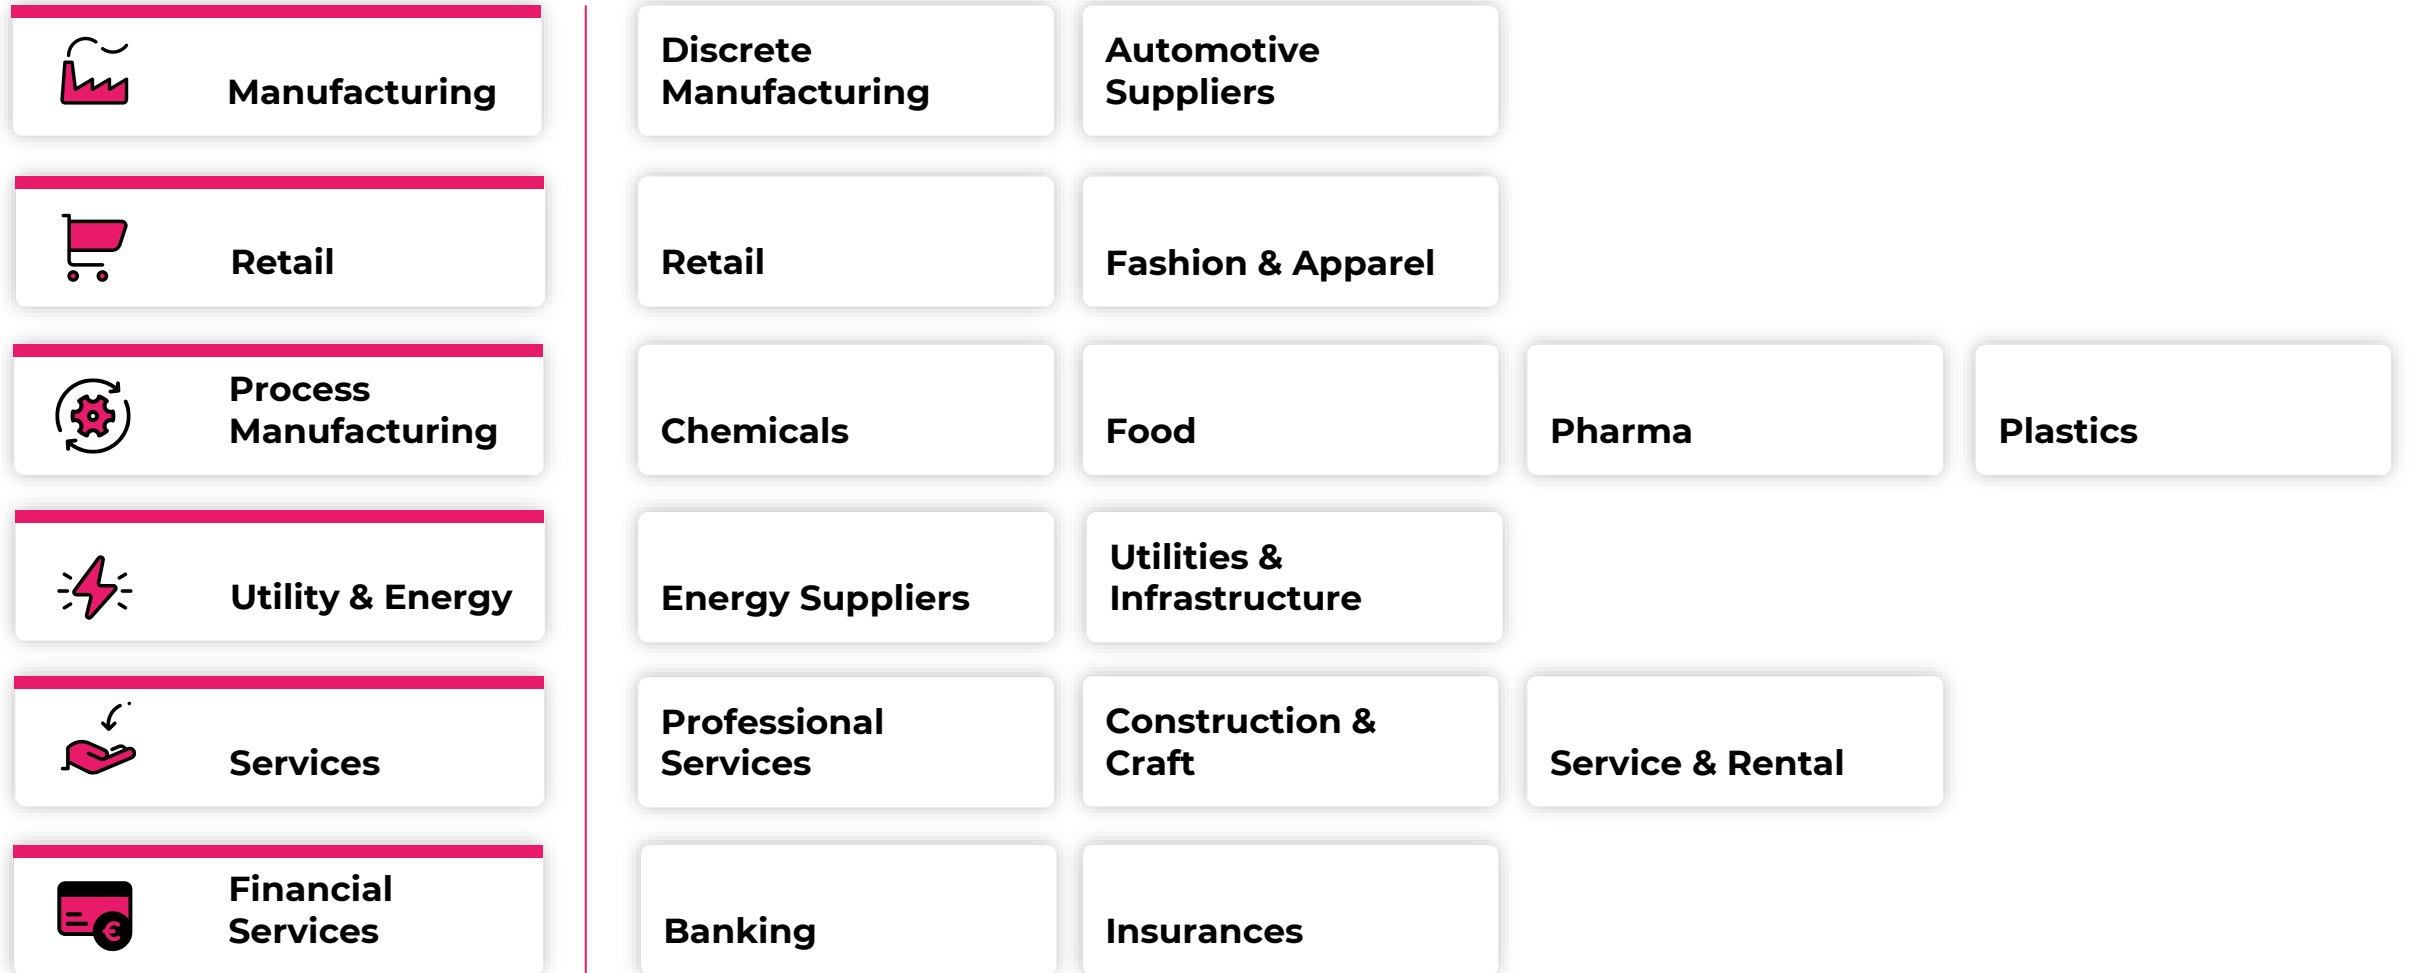 Manufacturing
Discrete
Manufacturing
Automotive
Suppliers
Retail
Retail
Fashion & Apparel
Process
Manufacturing
Chemicals
Food
Pharma
Plastics
Utility & Energy
Energy Suppliers
Utilities &
Infrastructure
Services
Professional
Services
Construction &
Craft
Service & Rental
Financial
Services
€
Banking
Insurances